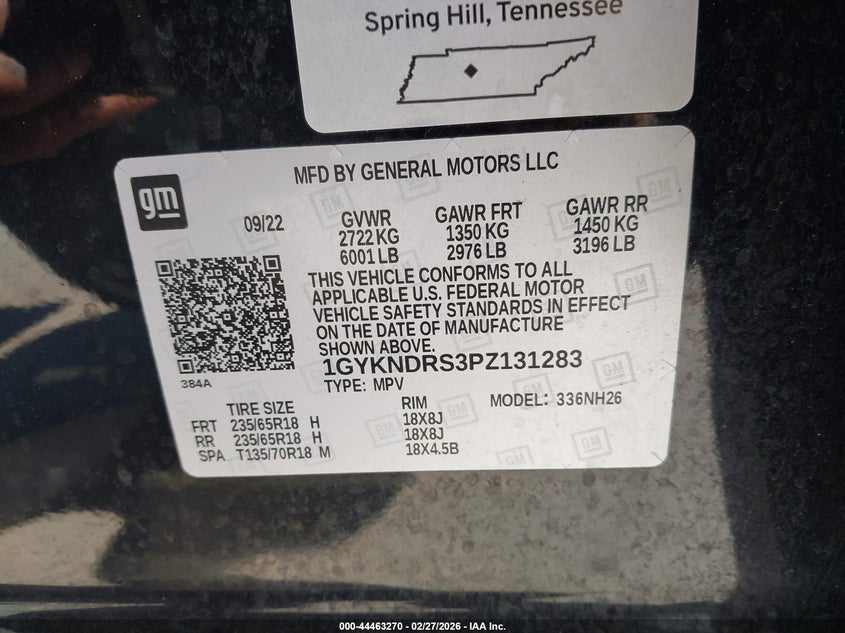 Spring Hill, Tennessee
gm
MFD BY GENERAL MOTORS LLC
09/22
GVWR
2722 KG
6001 LB
GAWR FRT
1350 KG
2976 LB
GAWR RR
1450 KG
3196 LB
THIS VEHICLE CONFORMS TO ALL
APPLICABLE U.S. FEDERAL MOTOR
VEHICLE SAFETY STANDARDS IN EFFECT
ON THE DATE OF MANUFACTURE
SHOWN ABOVE.
1GYKNDRS3PZ131283
TYPE: MPV
384A
TIRE SIZE RIM MODEL: 336NH26
FRT 235/65R18 H 18X8J
RR 235/65R18 H 18X8J
SPA T135/70R18 M 18X4.5B
000-44463270 - 02/27/2026 - IAA Inc.